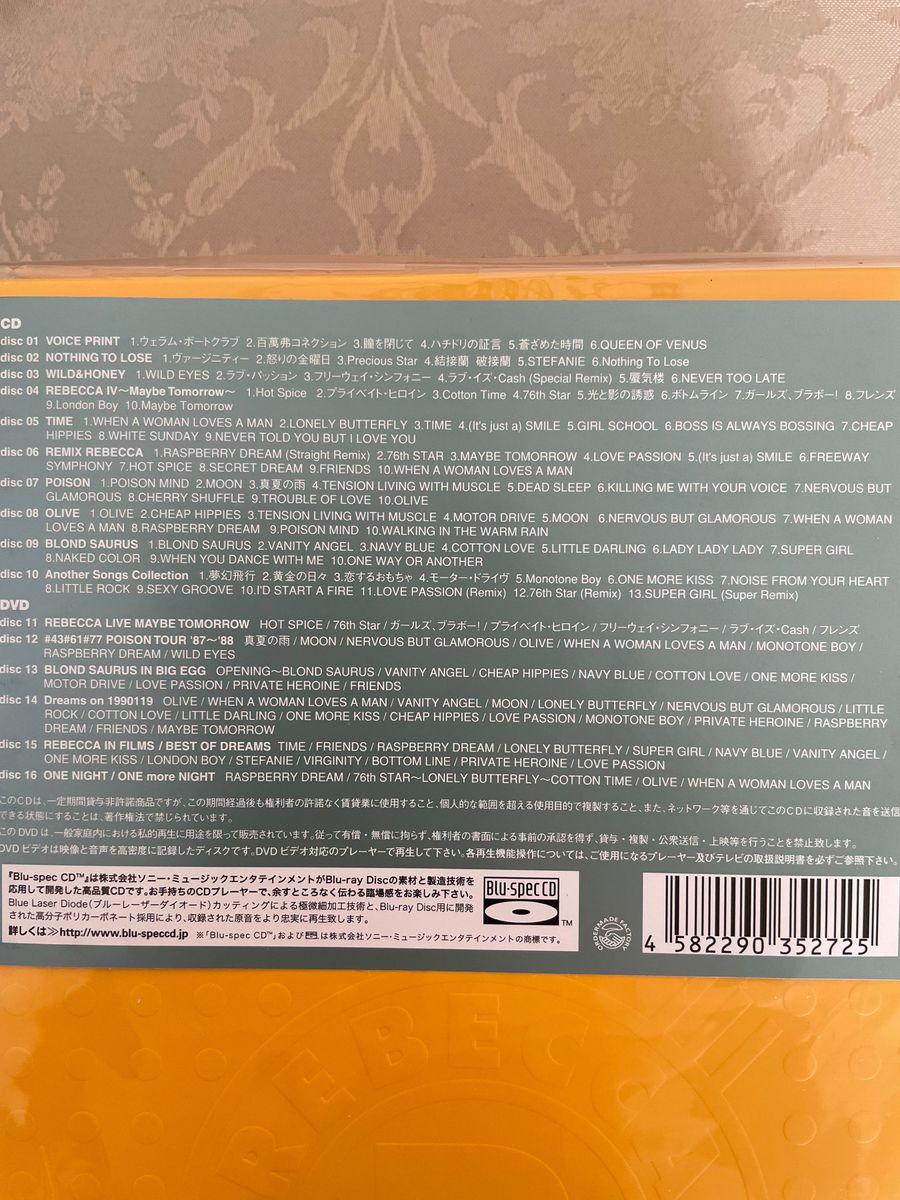 CD
disc 01 VOICE PRINT 1.ウェラム・ボートクラブ 2.百萬弗コネクション 3.瞳を閉じて 4.ハチドリの証言 5.蒼ざめた時間 6.QUEEN OF VENUS
disc 02 NOTHING TO LOSE 1.ヴァージニティー 2.怒りの金曜日 3.Precious Star 4.結接蘭 破接蘭 5.STEFANIE 6.Nothing To Lose
disc 03 WILD&HONEY 1.WILD EYES 2.ラブ・パッション 3.フリーウェイ・シンフォニー 4.ラブ・イズ・Cash (Special Remix) 5.蜃気楼 6.NEVER TOO LATE
disc 04 REBECCA IV〜Maybe Tomorrow〜 1.Hot Spice 2.プライベイト・ヒロイン 3.Cotton Time 4.76th Star 5.光と影の誘惑 6.ボトムライン 7.ガールズ、ブラボー! 8.フレンズ
9.London Boy 10.Maybe Tomorrow
disc 05 TIME 1.WHEN A WOMAN LOVES A MAN 2.LONELY BUTTERFLY 3.TIME 4.(It's just a) SMILE 5.GIRL SCHOOL 6.BOSS IS ALWAYS BOSSING 7.CHEAP
HIPPIES 8.WHITE SUNDAY 9.NEVER TOLD YOU BUT I LOVE YOU
disc 06 REMIX REBECCA 1.RASPBERRY DREAM (Straight Remix) 2.76th STAR 3.MAYBE TOMORROW 4.LOVE PASSION 5.(It's just a) SMILE 6.FREEWAY
SYMPHONY 7.HOT SPICE 8.SECRET DREAM 9.FRIENDS 10.WHEN A WOMAN LOVES A MAN
disc 07 POISON 1.POISON MIND 2.MOON 3.真夏の雨 4.TENSION LIVING WITH MUSCLE 5.DEAD SLEEP 6.KILLING ME WITH YOUR VOICE 7.NERVOUS BUT
GLAMOROUS 8.CHERRY SHUFFLE 9.TROUBLE OF LOVE 10.OLIVE
disc 08 OLIVE 1.OLIVE 2.CHEAP HIPPIES 3.TENSION LIVING WITH MUSCLE 4.MOTOR DRIVE 5.MOON 6.NERVOUS BUT GLAMOROUS 7.WHEN A WOMAN
LOVES A MAN 8.RASPBERRY DREAM 9.POISON MIND 10.WALKING IN THE WARM RAIN
disc 09 BLOND SAURUS 1.BLOND SAURUS 2.VANITY ANGEL 3.NAVY BLUE 4.COTTON LOVE 5.LITTLE DARLING 6.LADY LADY LADY 7.SUPER GIRL
8.NAKED COLOR 9.WHEN YOU DANCE WITH ME 10.ONE WAY OR ANOTHER
disc 10 Another Songs Collection 1.夢幻飛行 2.黄金の日々 3.恋するおもちゃ 4.モーター・ドライヴ 5.Monotone Boy 6.ONE MORE KISS 7.NOISE FROM YOUR HEART
8.LITTLE ROCK 9.SEXY GROOVE 10.I'D START A FIRE 11.LOVE PASSION (Remix) 12.76th Star (Remix) 13.SUPER GIRL (Super Remix)
DVD
disc 11 REBECCA LIVE MAYBE TOMORROW HOT SPICE / 76th Star / ガールズ、ブラボー! / プライベイト・ヒロイン / フリーウェイ・シンフォニー / ラブ・イズ・Cash / フレンズ
disc 12 #43#61#77 POISON TOUR '87〜'88 真夏の雨 / MOON / NERVOUS BUT GLAMOROUS / OLIVE / WHEN A WOMAN LOVES A MAN / MONOTONE BOY /
RASPBERRY DREAM / WILD EYES
disc 13 BLOND SAURUS IN BIG EGG OPENING〜BLOND SAURUS / VANITY ANGEL / CHEAP HIPPIES / NAVY BLUE / COTTON LOVE / ONE MORE KISS /
MOTOR DRIVE / LOVE PASSION / PRIVATE HEROINE / FRIENDS
disc 14 Dreams on 1990119 OLIVE / WHEN A WOMAN LOVES A MAN / VANITY ANGEL / MOON / LONELY BUTTERFLY / NERVOUS BUT GLAMOROUS / LITTLE
ROCK / COTTON LOVE / LITTLE DARLING / ONE MORE KISS / CHEAP HIPPIES / LOVE PASSION / MONOTONE BOY / PRIVATE HEROINE / RASPBERRY
DREAM / FRIENDS / MAYBE TOMORROW
disc 15 REBECCA IN FILMS / BEST OF DREAMS TIME / FRIENDS / RASPBERRY DREAM / LONELY BUTTERFLY / SUPER GIRL / NAVY BLUE / VANITY ANGEL /
ONE MORE KISS / LONDON BOY / STEFANIE / VIRGINITY / BOTTOM LINE / PRIVATE HEROINE / LOVE PASSION
disc 16 ONE NIGHT / ONE more NIGHT RASPBERRY DREAM / 76th STAR〜LONELY BUTTERFLY〜COTTON TIME / OLIVE / WHEN A WOMAN LOVES A MAN
このCDは、一定期間貸与非許諾商品ですが、この期間経過後も権利者の許諾なく賃貸業に使用すること、個人的な範囲を超える使用目的で複製すること、また、ネットワーク等を通じてこのCDに収録された音を送信
できる状態にすることは、著作権法で禁じられています。
このDVDは、一般家庭内における私的再生に用途を限って販売されています。従って有償・無償に拘らず、権利者の書面による事前の承認を得ず、貸与・複製・公衆送信・上映等を行うことを禁止致します。
DVDビデオは映像と音声を高密度に記録したディスクです。DVDビデオ対応のプレーヤーで再生して下さい。各再生機能操作については、ご使用になるプレーヤー及びテレビの取扱説明書を必ずご参照下さい。
『Blu-spec CD™』は株式会社ソニー・ミュージックエンタテインメントがBlu-ray Discの素材と製造技術を
応用して開発した高品質CDです。お手持ちのCDプレーヤーで、余すところなく伝わる臨場感をお楽しみ下さい。
Blue Laser Diode(ブルーレーザーダイオード)カッティングによる極微細加工技術と、Blu-ray Disc用に開発
された高分子ポリカーボネート採用により、収録された原音をより忠実に再生致します。
詳しくは≫http://www.blu-speccd.jp ※「Blu-spec CD™」およびは株式会社ソニー・ミュージックエンタテインメントの商標です。
Blu-specCD
TM
ORDERMADE FACTORY
4 582290 352725
REBECCA